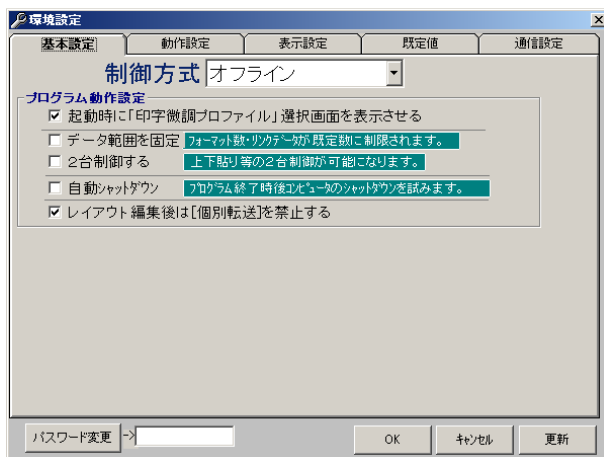 環境設定
基本設定 動作設定 表示設定 既定値 通信設定
制御方式 オフライン
プログラム動作設定
起動時に「印字微調プロファイル」選択画面を表示させる
データ範囲を固定 フォーマット数・リンクデータが既定数に制限されます。
2台制御する 上下貼り等の2台制御が可能になります。
自動シャットダウン プログラム終了時後コンピュータのシャットダウンを試みます。
レイアウト編集後は[個別転送]を禁止する
パスワード変更 -> OK キャンセル 更新